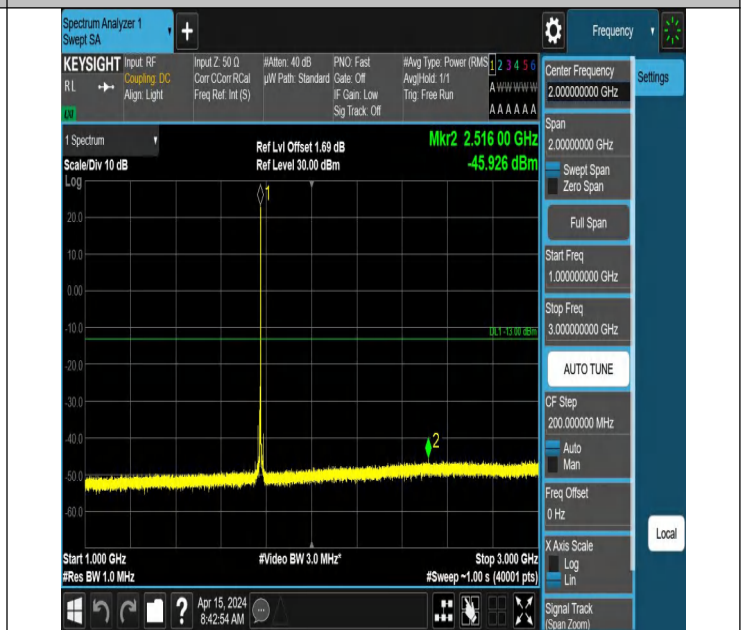 Spectrum Analyzer 1
Swept SA
+
Frequency
KEYSIGHT
RL
Input: RF
Coupling: DC
Align: Light
Input Z: 50 Ω
Corr CCorr RCal
Freq Ref: Int (S)
#Atten: 40 dB
µW Path: Standard
PNO: Fast
Gate: Off
IF Gain: Low
Sig Track: Off
#Avg Type: Power (RMS
Avg|Hold: 1/1
Trig: Free Run
1 2 3 4 5 6
A W W W W W
A A A A A A
1 Spectrum
Scale/Div 10 dB
Log
Ref Lvl Offset 1.69 dB
Ref Level 30.00 dBm
Mkr2 2.516 00 GHz
-45.926 dBm
1
20.0
10.0
0.00
-10.0
DL1 -13.00 dBm
-20.0
-30.0
-40.0
2
-50.0
-60.0
Start 1.000 GHz
#Res BW 1.0 MHz
#Video BW 3.0 MHz*
Stop 3.000 GHz
#Sweep ~1.00 s (40001 pts)
Center Frequency
2.000000000 GHz
Settings
Span
2.00000000 GHz
Swept Span
Zero Span
Full Span
Start Freq
1.000000000 GHz
Stop Freq
3.000000000 GHz
AUTO TUNE
CF Step
200.000000 MHz
Auto
Man
Freq Offset
0 Hz
X Axis Scale
Log
Lin
Local
Signal Track
(Span Zoom)
?
Apr 15, 2024
8:42:54 AM